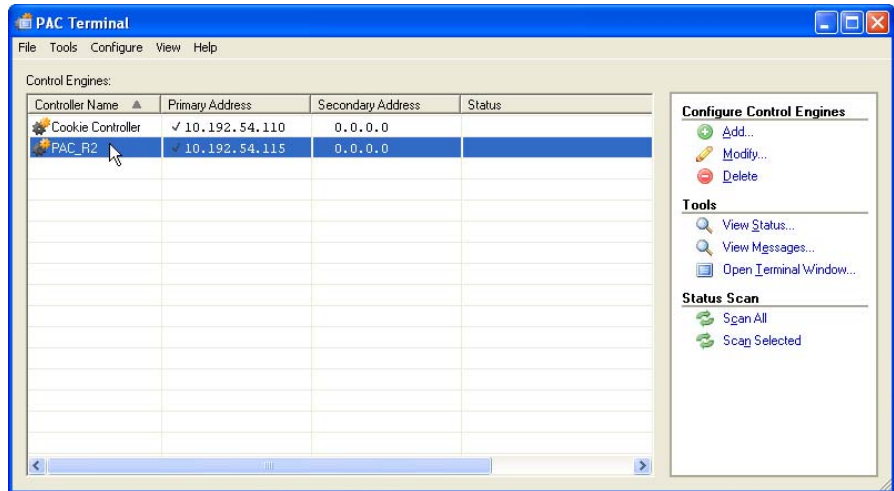 PAC Terminal
File Tools Configure View Help
Control Engines:
Controller Name Primary Address Secondary Address Status
Cookie Controller ✓ 10.192.54.110 0.0.0.0
PAC_R2 ✓ 10.192.54.115 0.0.0.0
Configure Control Engines
Add...
Modify...
Delete
Tools
View Status...
View Messages...
Open Terminal Window...
Status Scan
Scan All
Scan Selected